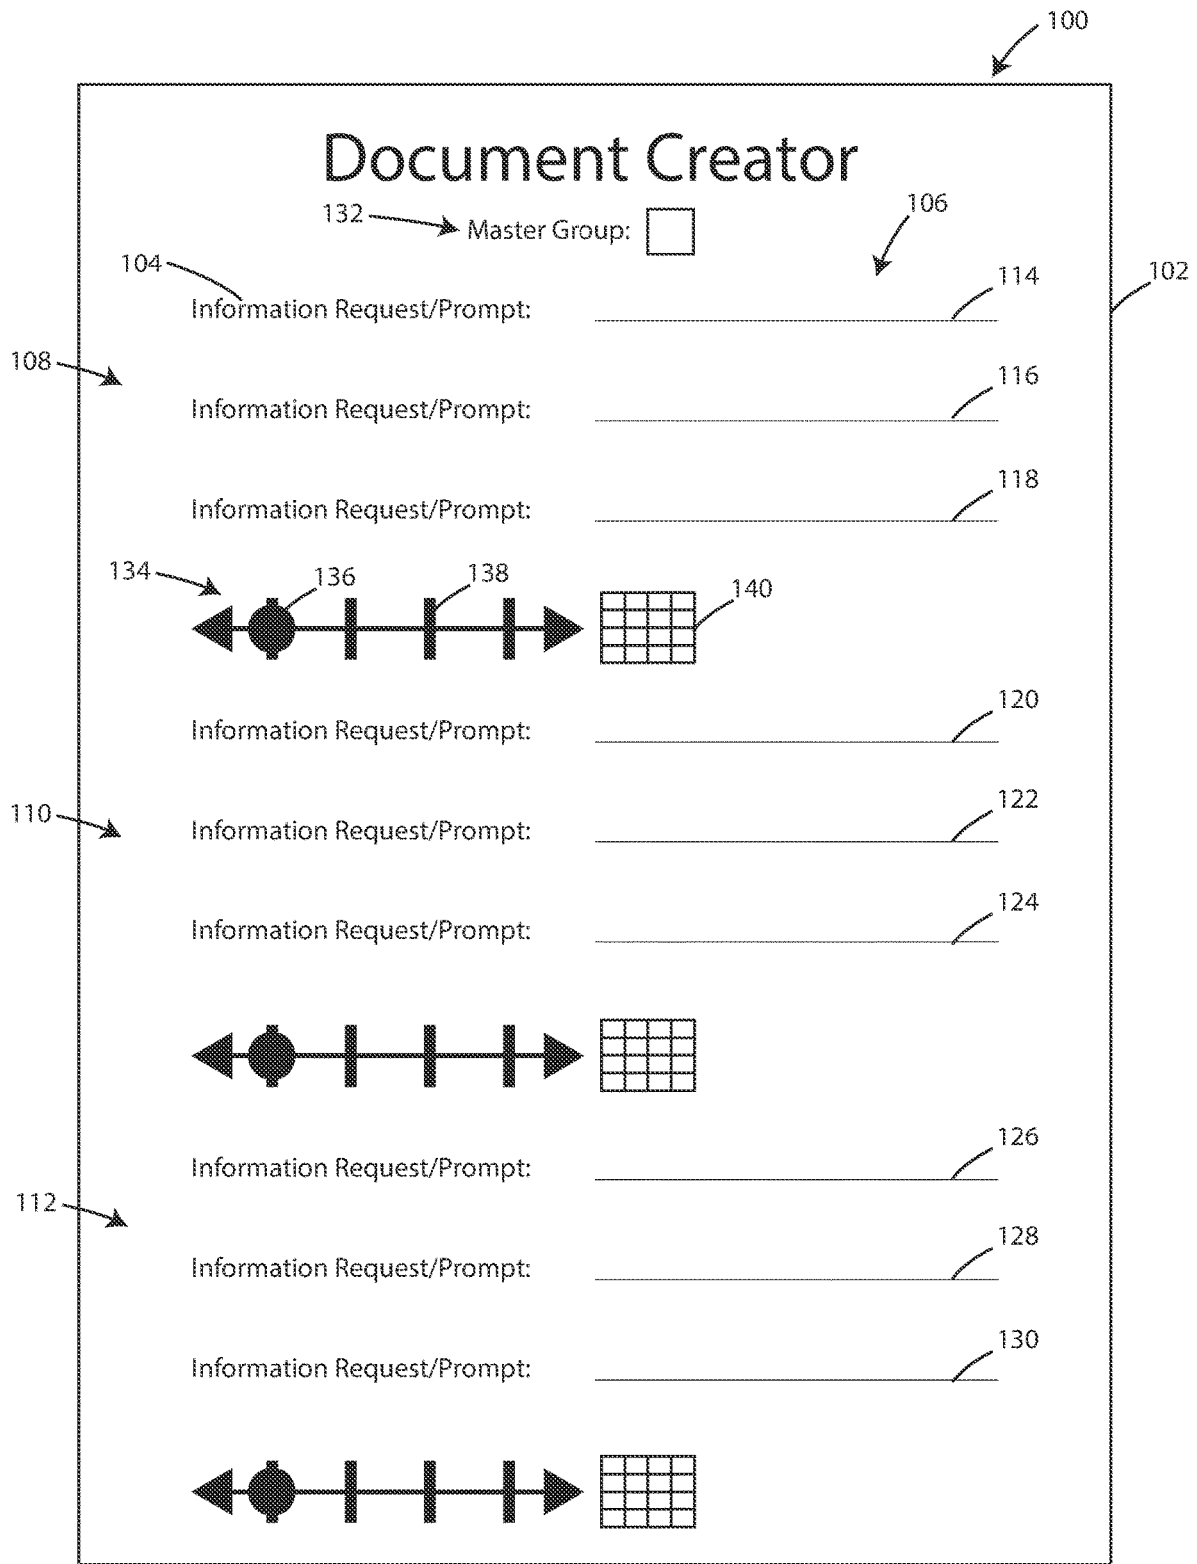 100
Document Creator
132 Master Group:
106
104
102
Information Request/Prompt: 114
108
Information Request/Prompt: 116
Information Request/Prompt: 118
134 136 138 140
Information Request/Prompt: 120
110
Information Request/Prompt: 122
Information Request/Prompt: 124
Information Request/Prompt: 126
112
Information Request/Prompt: 128
Information Request/Prompt: 130